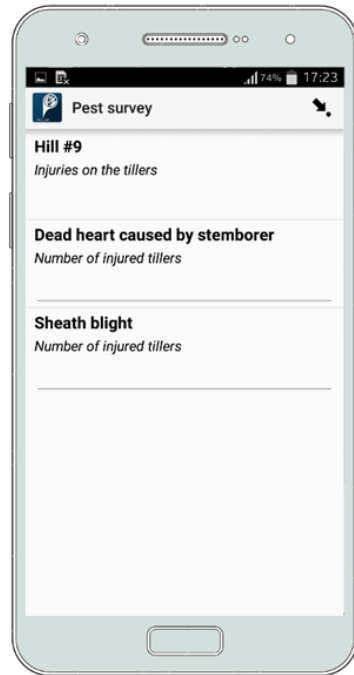 74% 17:23
Pest survey
Hill #9
Injuries on the tillers
Dead heart caused by stemborer
Number of injured tillers
Sheath blight
Number of injured tillers